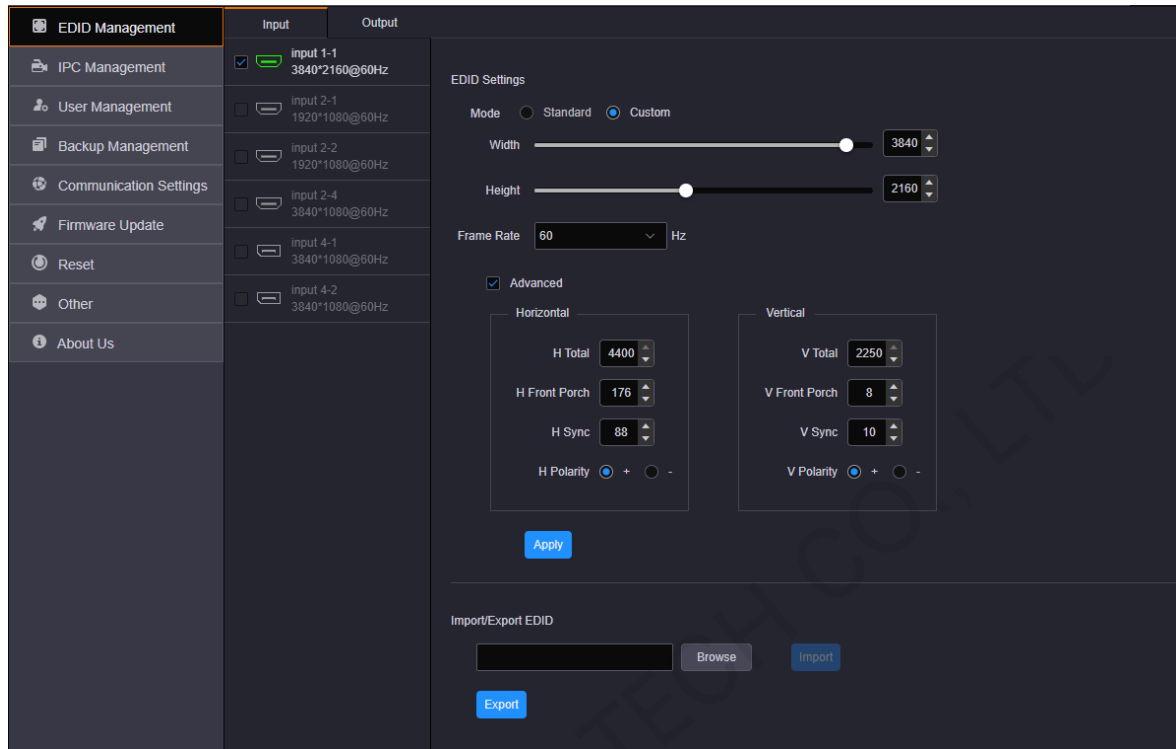 EDID Management
IPC Management
User Management
Backup Management
Communication Settings
Firmware Update
Reset
Other
About Us
Input Output
input 1-1
3840*2160@60Hz
input 2-1
1920*1080@60Hz
input 2-2
1920*1080@60Hz
input 2-4
3840*1080@60Hz
input 4-1
3840*1080@60Hz
input 4-2
3840*1080@60Hz
EDID Settings
Mode Standard Custom
Width 3840
Height 2160
Frame Rate 60 Hz
Advanced
Horizontal
H Total 4400
H Front Porch 176
H Sync 88
H Polarity + -
Vertical
V Total 2250
V Front Porch 8
V Sync 10
V Polarity + -
Apply
Import/Export EDID
Browse Import
Export
TECH CO., LTD